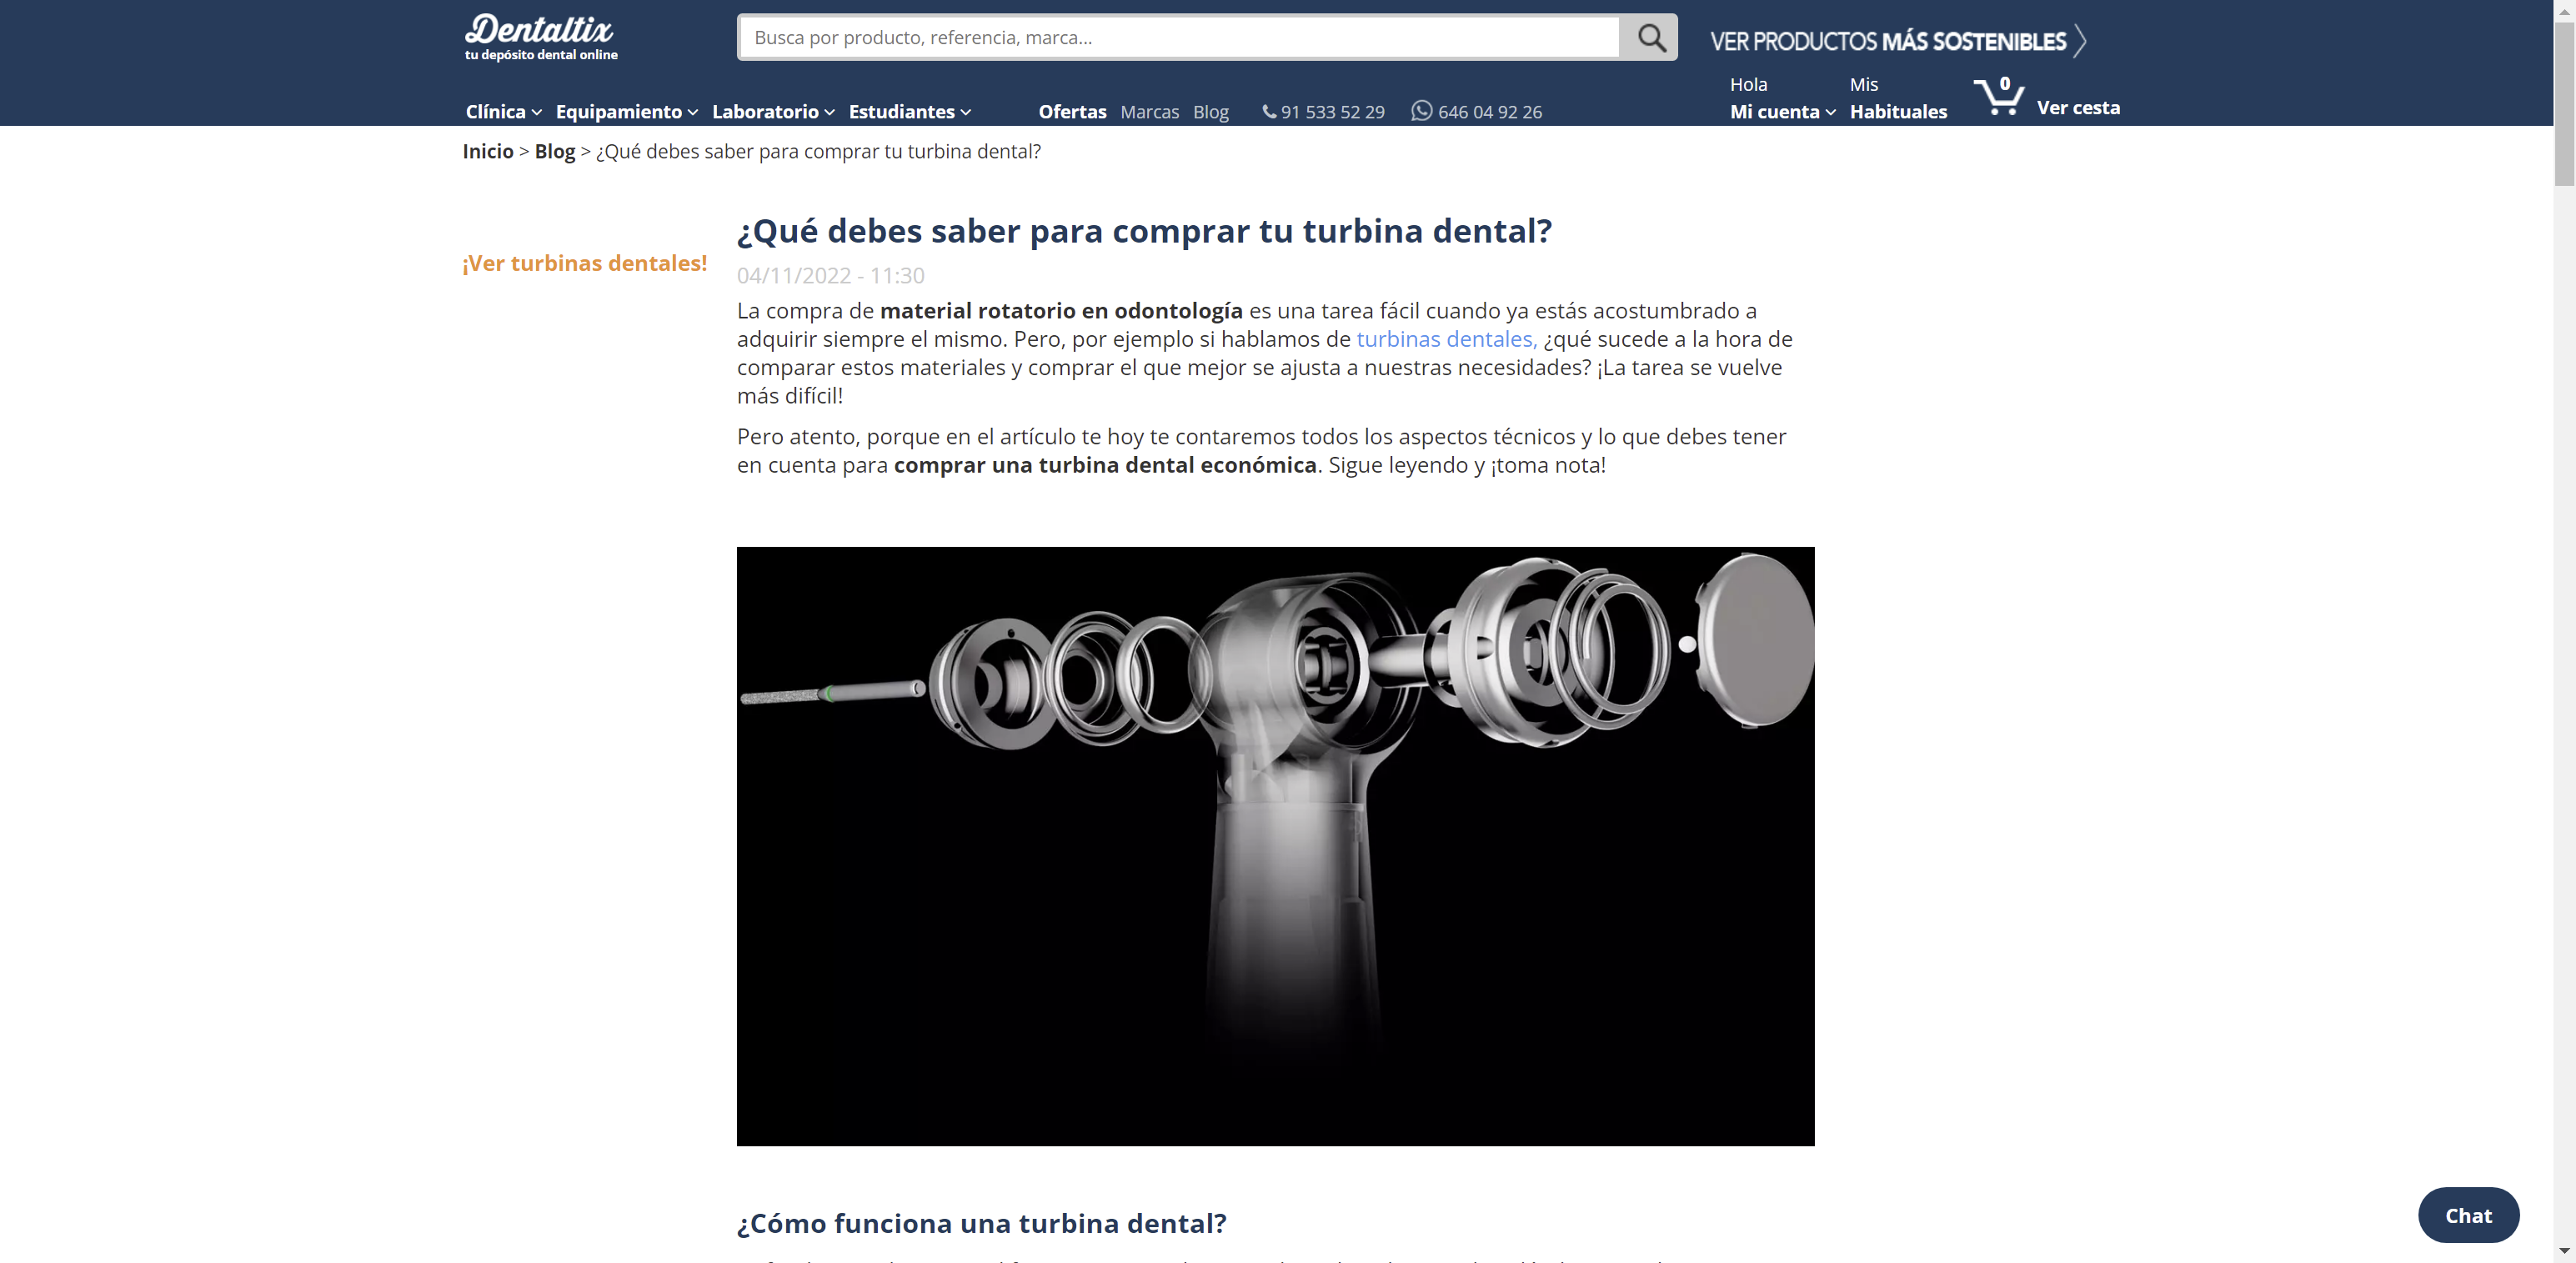 Dentaltix
tu depósito dental online
Busca por producto, referencia, marca...
VER PRODUCTOS MÁS SOSTENIBLES
Hola
Mi cuenta
Mis
Habituales
0
Ver cesta
Clínica Equipamiento Laboratorio Estudiantes Ofertas Marcas Blog 91 533 52 29 646 04 92 26
Inicio > Blog > ¿Qué debes saber para comprar tu turbina dental?
¡Ver turbinas dentales!
¿Qué debes saber para comprar tu turbina dental?
04/11/2022 - 11:30
La compra de material rotatorio en odontología es una tarea fácil cuando ya estás acostumbrado a
adquirir siempre el mismo. Pero, por ejemplo si hablamos de turbinas dentales, ¿qué sucede a la hora de
comparar estos materiales y comprar el que mejor se ajusta a nuestras necesidades? ¡La tarea se vuelve
más difícil!
Pero atento, porque en el artículo te hoy te contaremos todos los aspectos técnicos y lo que debes tener
en cuenta para comprar una turbina dental económica. Sigue leyendo y ¡toma nota!
¿Cómo funciona una turbina dental?
Chat